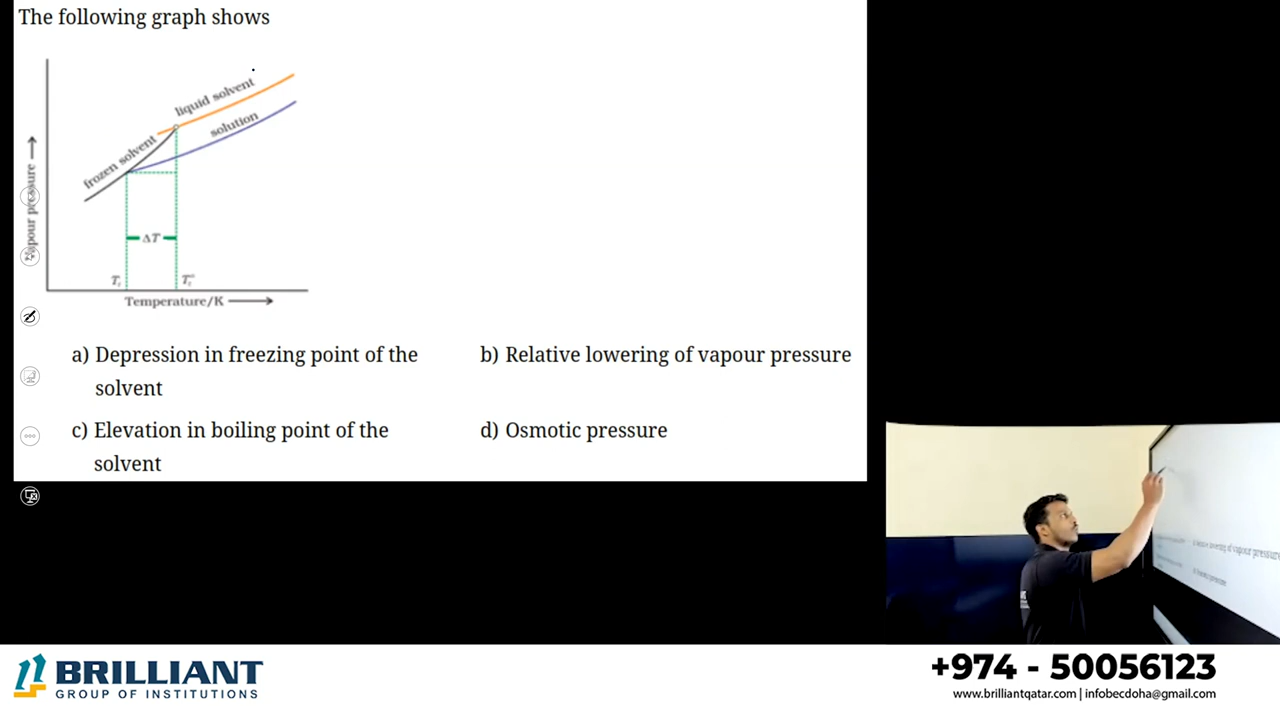 The following graph shows
liquid solvent
solution
frozen solvent
Vapour pressure
ΔT
Temperature/K
a) Depression in freezing point of the
solvent
b) Relative lowering of vapour pressure
c) Elevation in boiling point of the
solvent
d) Osmotic pressure
BRILLIANT
GROUP OF INSTITUTIONS
+974 - 50056123
www.brilliantqatar.com | infobecdoha@gmail.com